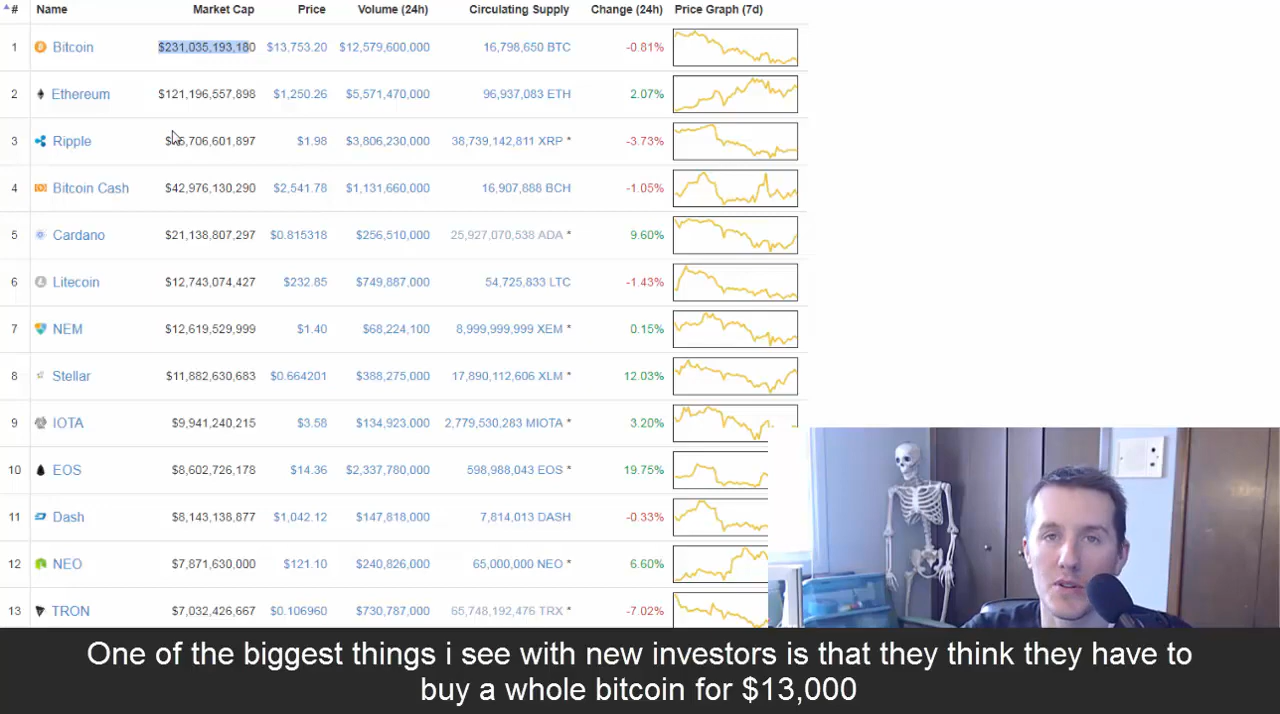 # Name Market Cap Price Volume (24h) Circulating Supply Change (24h) Price Graph (7d)
1 Bitcoin $231,035,193,180 $13,753.20 $12,579,600,000 16,798,650 BTC -0.81%
2 Ethereum $121,196,557,898 $1,250.26 $5,571,470,000 96,937,083 ETH 2.07%
3 Ripple 706,601,897 $1.98 $3,806,230,000 38,739,142,811 XRP * -3.73%
4 Bitcoin Cash $42,976,130,290 $2,541.78 $1,131,660,000 16,907,888 BCH -1.05%
5 Cardano $21,138,807,297 $0.815318 $256,510,000 25,927,070,538 ADA * 9.60%
6 Litecoin $12,743,074,427 $232.85 $749,887,000 54,725,833 LTC -1.43%
7 NEM $12,619,529,999 $1.40 $68,224,100 8,999,999,999 XEM * 0.15%
8 Stellar $11,882,630,683 $0.664201 $388,275,000 17,890,112,606 XLM * 12.03%
9 IOTA $9,941,240,215 $3.58 $134,923,000 2,779,530,283 MIOTA * 3.20%
10 EOS $8,602,726,178 $14.36 $2,337,780,000 598,988,043 EOS * 19.75%
11 Dash $8,143,138,877 $1,042.12 $147,818,000 7,814,013 DASH -0.33%
12 NEO $7,871,630,000 $121.10 $240,826,000 65,000,000 NEO * 6.60%
13 TRON $7,032,426,667 $0.106960 $730,787,000 65,748,192,476 TRX * -7.02%
One of the biggest things i see with new investors is that they think they have to
buy a whole bitcoin for $13,000